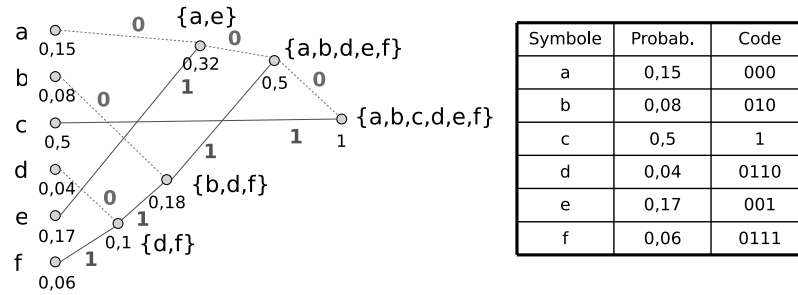 {a,e}
a 0 0 {a,b,d,e,f}
0,15 0,32
b 0 1 0,5 0
0,08
c 1 {a,b,c,d,e,f}
0,5 1 1
d {b,d,f}
0,04 0 0,18
e 1
0,17 0,1 {d,f}
f 1
0,06
Symbole Probab. Code
a 0,15 000
b 0,08 010
c 0,5 1
d 0,04 0110
e 0,17 001
f 0,06 0111